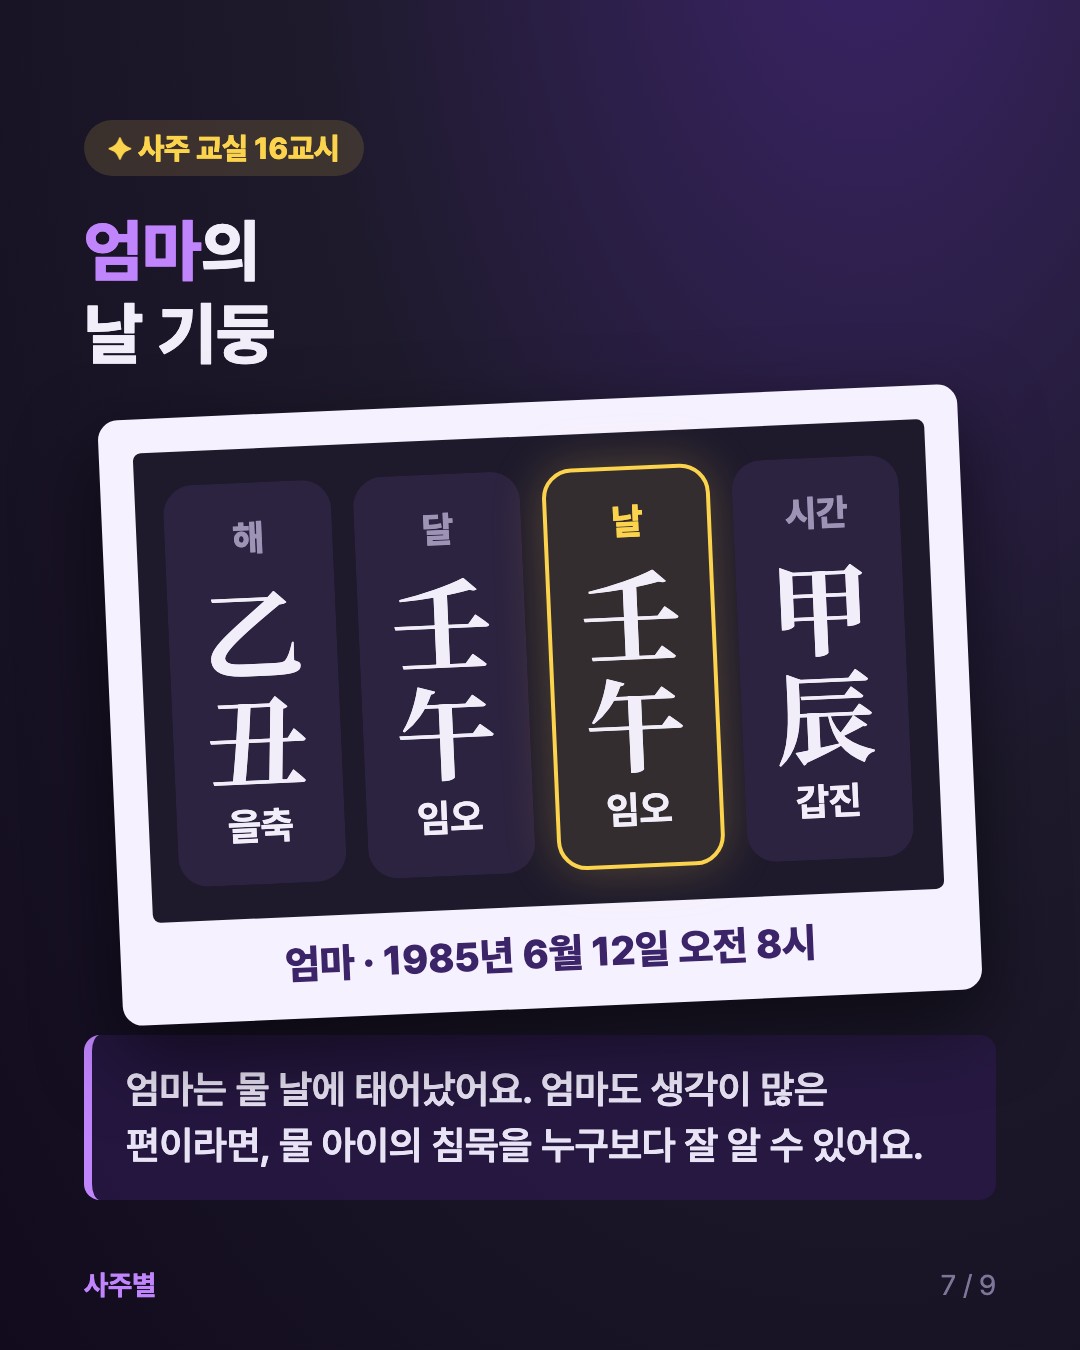 ✦ 사주 교실 16교시
엄마의
날 기둥
해 달 날 시간
乙 壬 壬 甲
丑 午 午 辰
을축 임오 임오 갑진
엄마 · 1985년 6월 12일 오전 8시
엄마는 물 날에 태어났어요. 엄마도 생각이 많은
편이라면, 물 아이의 침묵을 누구보다 잘 알 수 있어요.
사주별
7 / 9